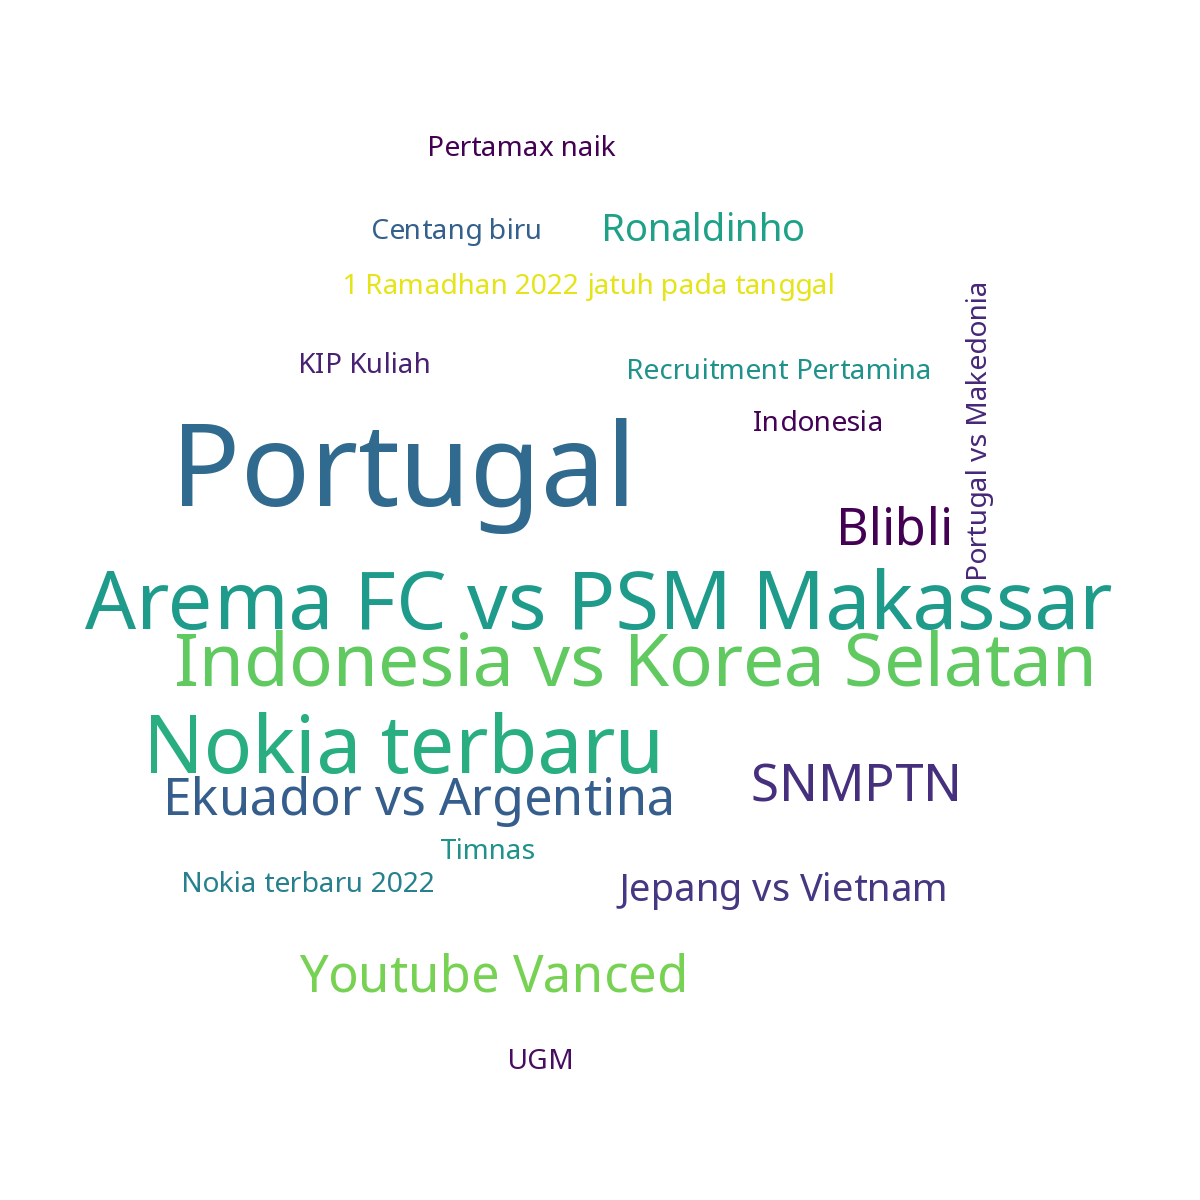 Pertamax naik
Centang biru
Ronaldinho
1 Ramadhan 2022 jatuh pada tanggal
KIP Kuliah
Recruitment Pertamina
Portugal vs Makedonia
Indonesia
Portugal
Blibli
Arema FC vs PSM Makassar
Indonesia vs Korea Selatan
Nokia terbaru
Ekuador vs Argentina
SNMPTN
Timnas
Nokia terbaru 2022
Jepang vs Vietnam
Youtube Vanced
UGM